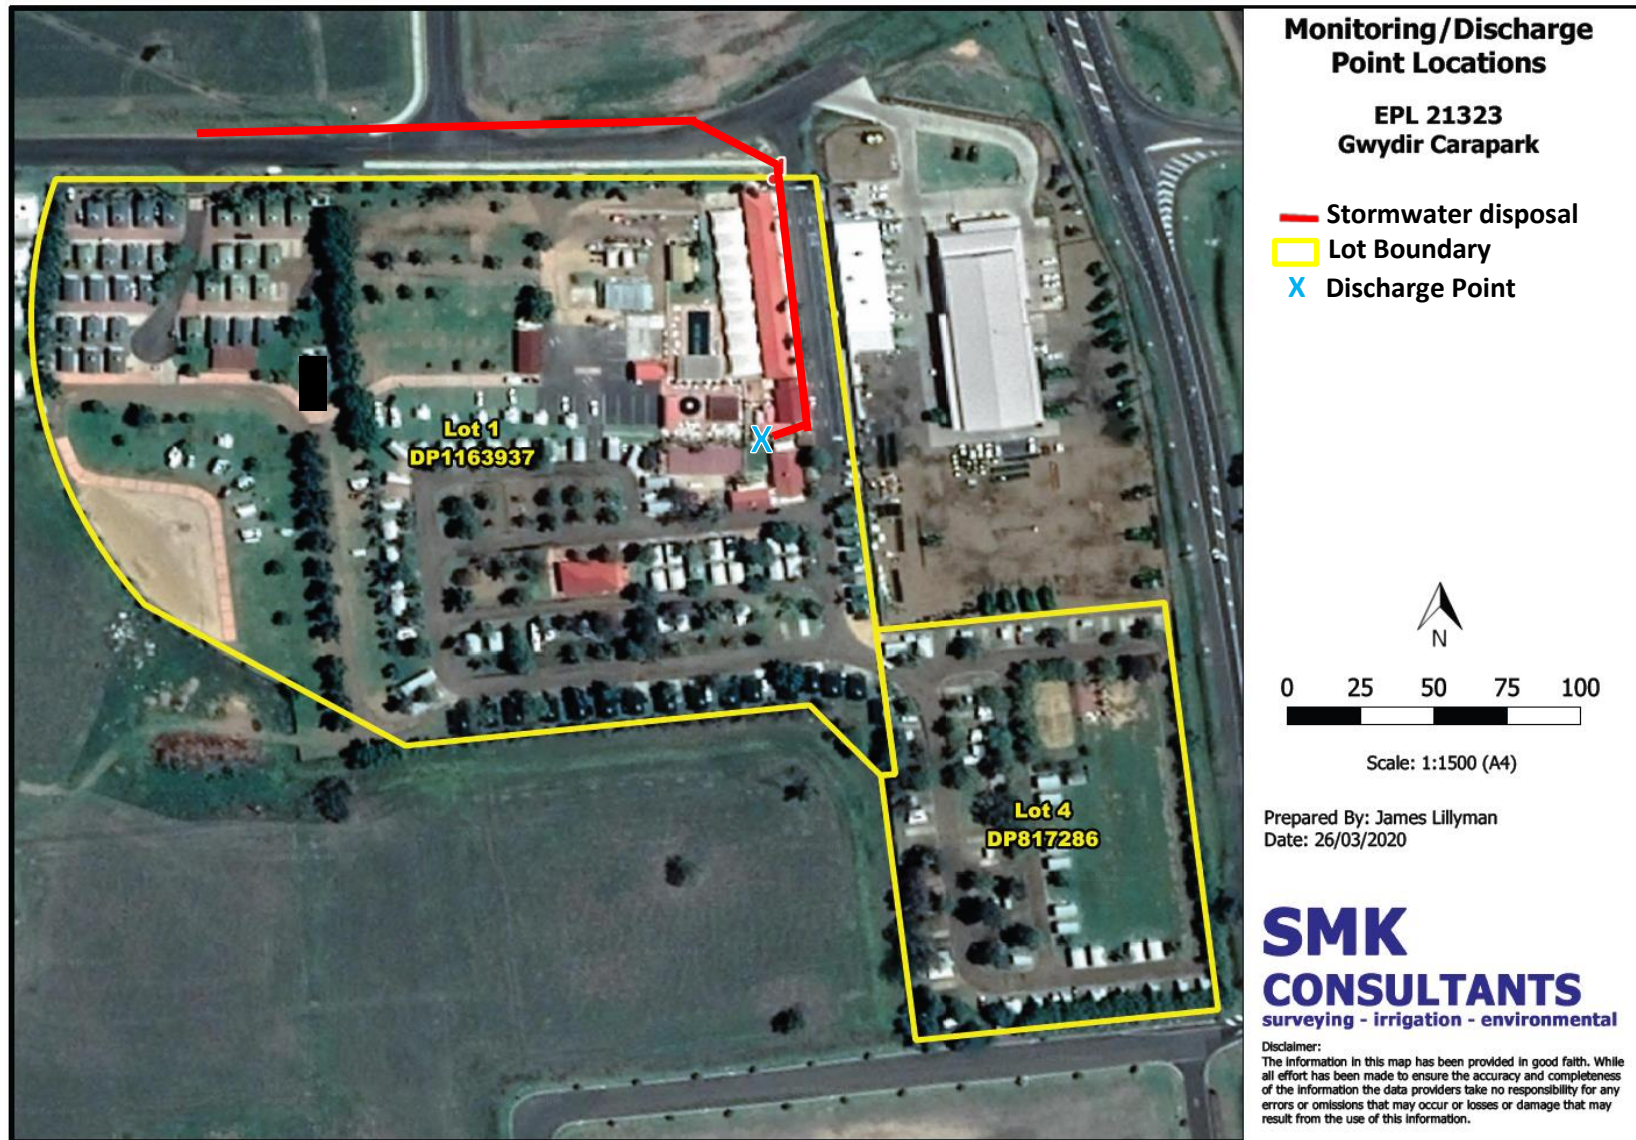 Monitoring/Discharge
Point Locations
EPL 21323
Gwydir Carapark
Stormwater disposal
Lot Boundary
X Discharge Point
X
Lot 1
DP1163937
Lot 4
DP817286
N
0 25 50 75 100
Scale: 1:1500 (A4)
Prepared By: James Lillyman
Date: 26/03/2020
SMK
CONSULTANTS
surveying - irrigation - environmental
Disclaimer:
The information in this map has been provided in good faith. While
all effort has been made to ensure the accuracy and completeness
of the information the data providers take no responsibility for any
errors or omissions that may occur or losses or damage that may
result from the use of this information.